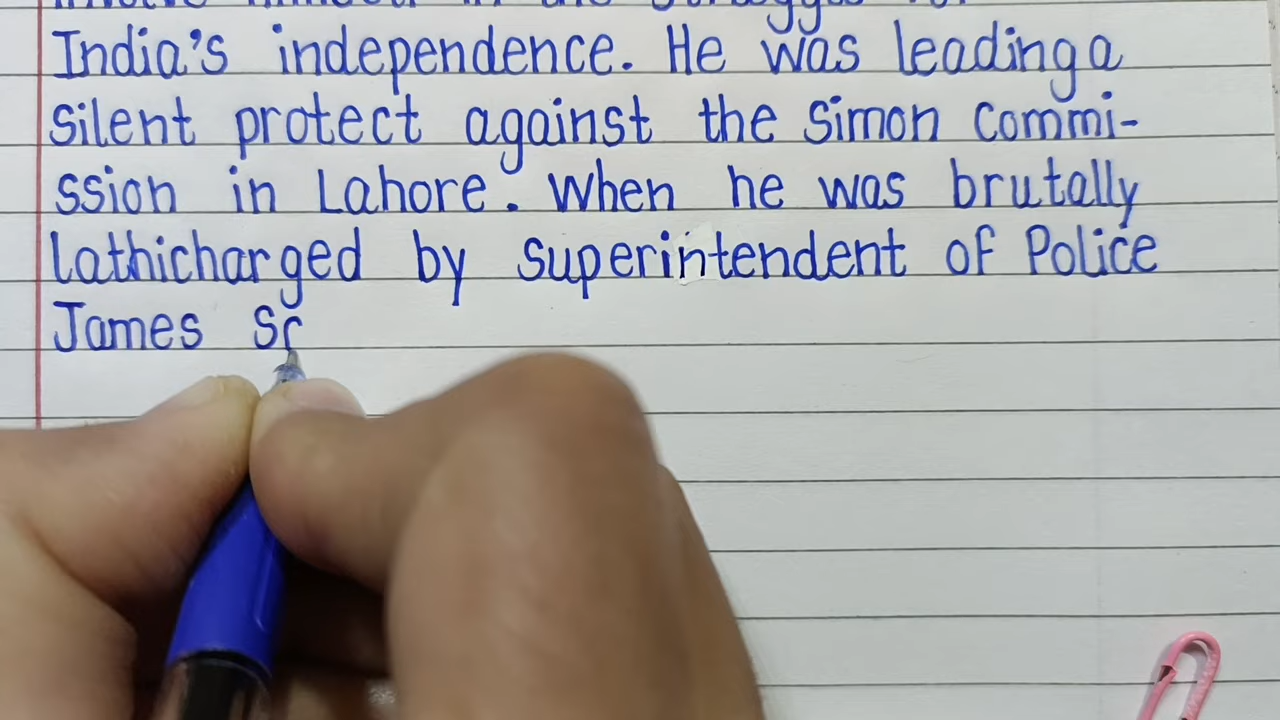 India's independence. He was leading a
silent protect against the Simon Commi-
ssion in Lahore. When he was brutally
Lathicharged by superintendent of Police
James